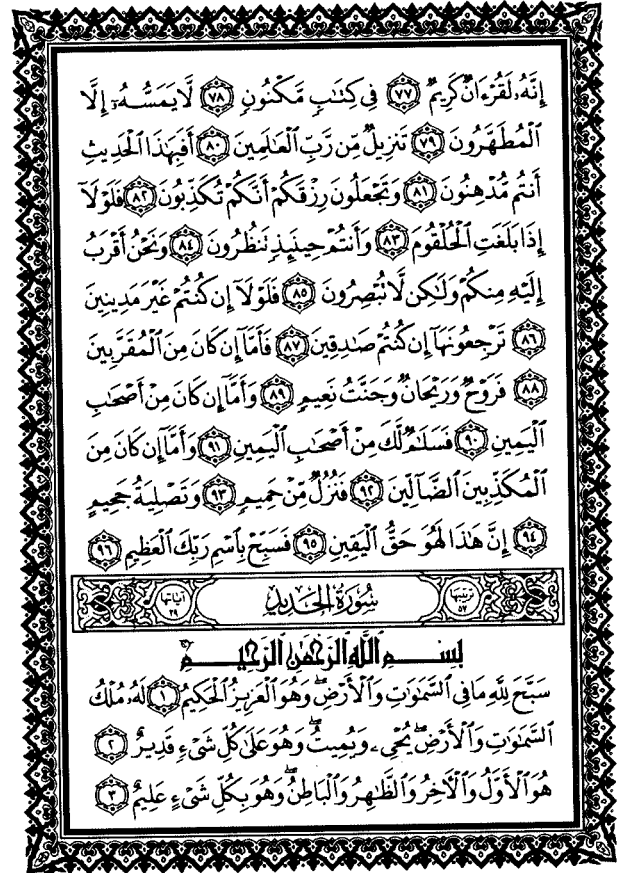 إِنَّهُۥ لَقُرْءَانٌ كَرِيمٌ ٧٧ فِى كِتَٰبٍ مَّكْنُونٍ ٧٨ لَّا يَمَسُّهُۥٓ إِلَّا
ٱلْمُطَهَّرُونَ ٧٩ تَنزِيلٌ مِّن رَّبِّ ٱلْعَٰلَمِينَ ٨٠ أَفَبِهَٰذَا ٱلْحَدِيثِ
أَنتُم مُّدْهِنُونَ ٨١ وَتَجْعَلُونَ رِزْقَكُمْ أَنَّكُمْ تُكَذِّبُونَ ٨٢ فَلَوْلَآ
إِذَا بَلَغَتِ ٱلْحُلْقُومَ ٨٣ وَأَنتُمْ حِينَئِذٍ تَنظُرُونَ ٨٤ وَنَحْنُ أَقْرَبُ
إِلَيْهِ مِنكُمْ وَلَٰكِن لَّا تُبْصِرُونَ ٨٥ فَلَوْلَآ إِن كُنتُمْ غَيْرَ مَدِينِينَ
٨٦ تَرْجِعُونَهَآ إِن كُنتُمْ صَٰدِقِينَ ٨٧ فَأَمَّآ إِن كَانَ مِنَ ٱلْمُقَرَّبِينَ
٨٨ فَرَوْحٌ وَرَيْحَانٌ وَجَنَّتُ نَعِيمٍ ٨٩ وَأَمَّآ إِن كَانَ مِنْ أَصْحَٰبِ
ٱلْيَمِينِ ٩٠ فَسَلَٰمٌ لَّكَ مِنْ أَصْحَٰبِ ٱلْيَمِينِ ٩١ وَأَمَّآ إِن كَانَ مِنَ
ٱلْمُكَذِّبِينَ ٱلضَّآلِّينَ ٩٢ فَنُزُلٌ مِّنْ حَمِيمٍ ٩٣ وَتَصْلِيَةُ جَحِيمٍ
٩٤ إِنَّ هَٰذَا لَهُوَ حَقُّ ٱلْيَقِينِ ٩٥ فَسَبِّحْ بِٱسْمِ رَبِّكَ ٱلْعَظِيمِ ٩٦
ترتيبها ٥٧ سُورَةُ الحَدِيدِ آياتها ٢٩
بِسْمِ ٱللَّهِ ٱلرَّحْمَٰنِ ٱلرَّحِيمِ
سَبَّحَ لِلَّهِ مَا فِى ٱلسَّمَٰوَٰتِ وَٱلْأَرْضِ ۖ وَهُوَ ٱلْعَزِيزُ ٱلْحَكِيمُ ١ لَهُۥ مُلْكُ
ٱلسَّمَٰوَٰتِ وَٱلْأَرْضِ ۖ يُحْىِۦ وَيُمِيتُ ۖ وَهُوَ عَلَىٰ كُلِّ شَىْءٍ قَدِيرٌ ٢
هُوَ ٱلْأَوَّلُ وَٱلْءَاخِرُ وَٱلظَّٰهِرُ وَٱلْبَاطِنُ ۖ وَهُوَ بِكُلِّ شَىْءٍ عَلِيمٌ ٣